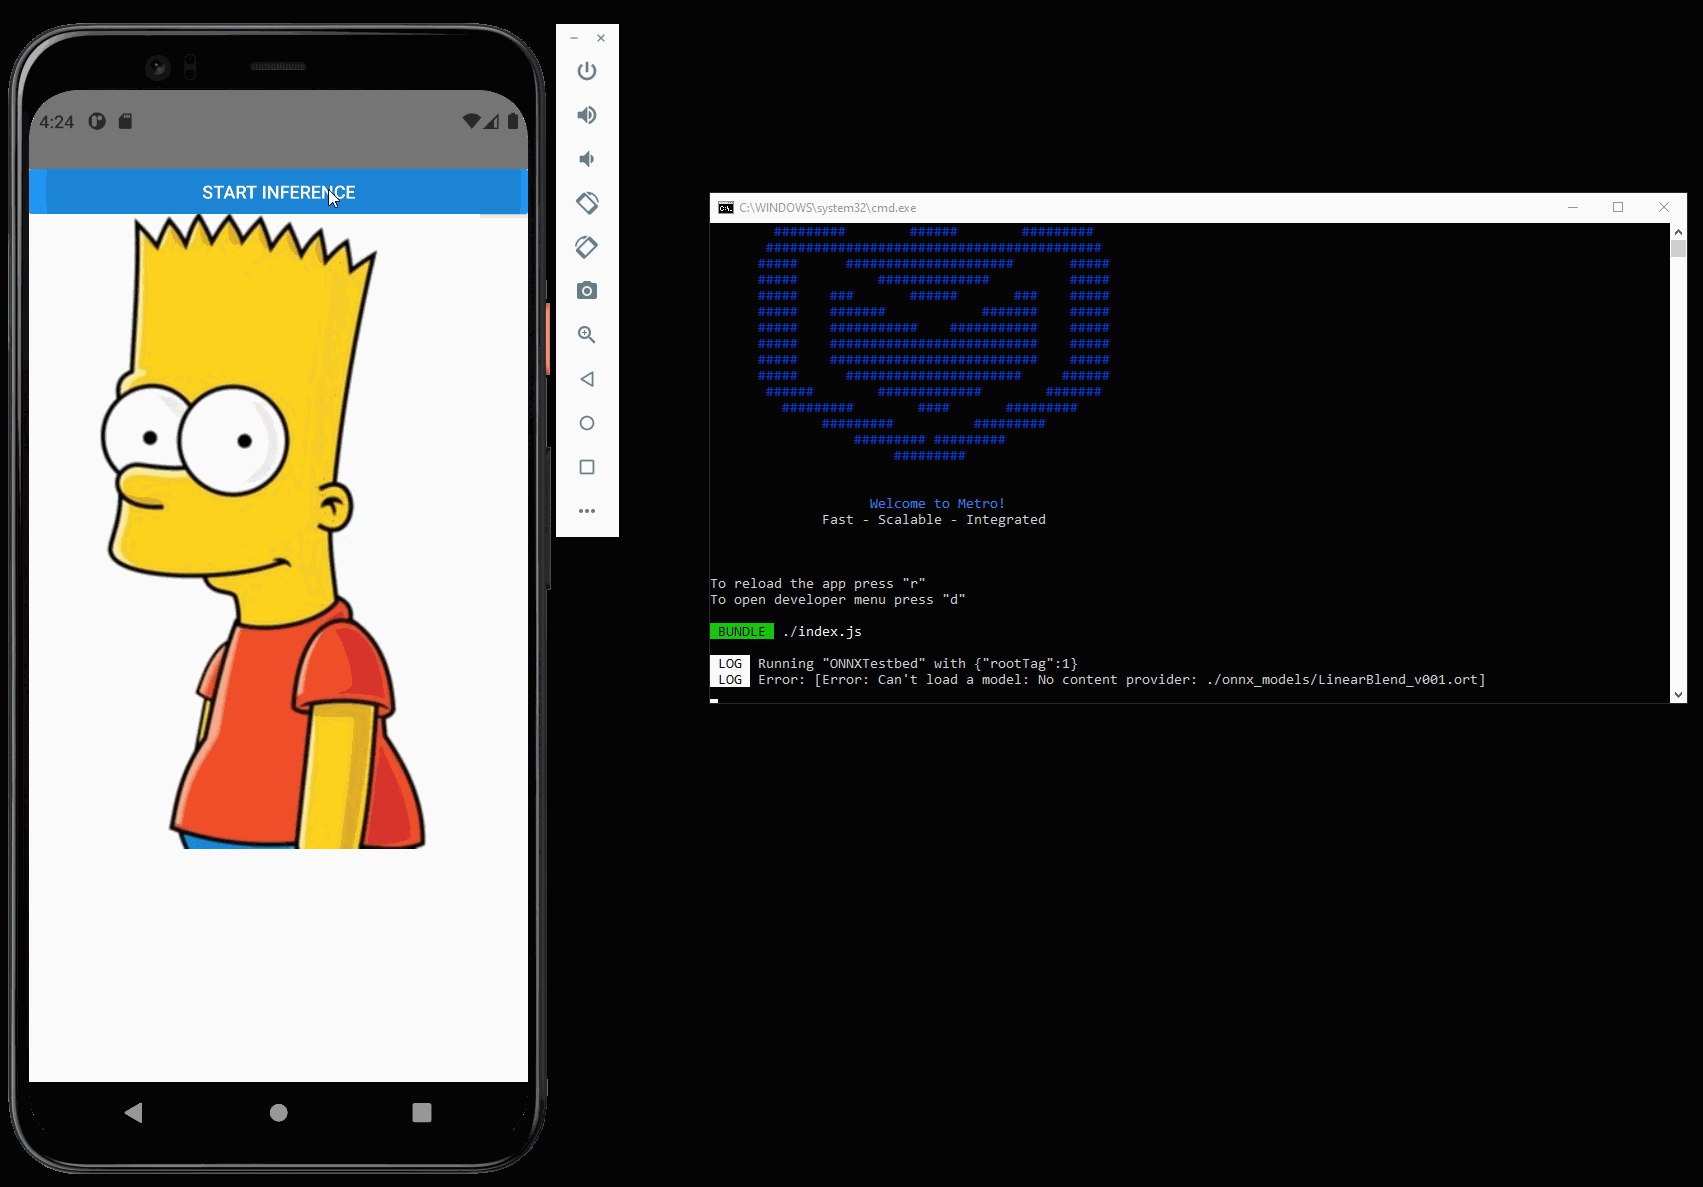 4:24
START INFERENCE
C:\WINDOWS\system32\cmd.exe
######### ###### #########
##########################################
##### ##################### #####
##### ############## #####
##### ### ###### ### #####
##### ####### ####### #####
##### ########### ########### #####
##### ########################## #####
##### ########################## #####
##### ###################### ######
###### ############# #######
######### #### #########
######### #########
######### #########
#########
Welcome to Metro!
Fast - Scalable - Integrated
To reload the app press "r"
To open developer menu press "d"
BUNDLE ./index.js
LOG Running "ONNXTestbed" with {"rootTag":1}
LOG Error: [Error: Can't load a model: No content provider: ./onnx_models/LinearBlend_v001.ort]